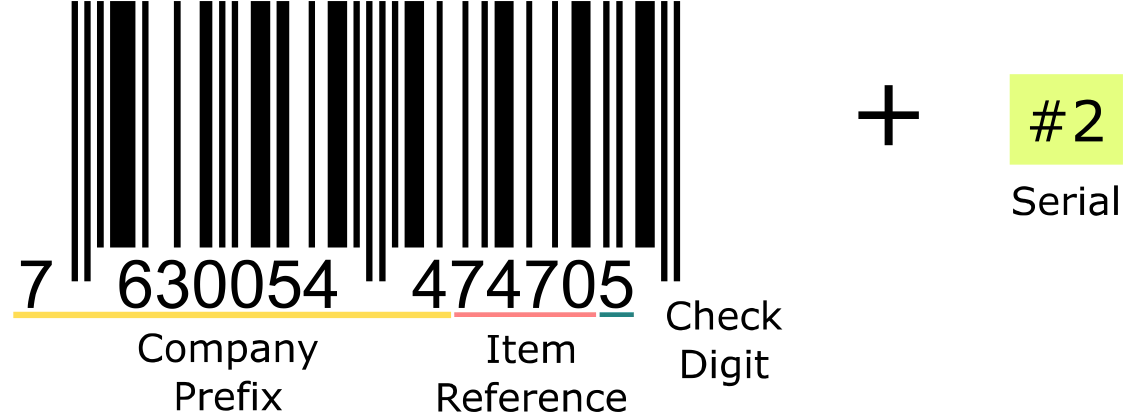 7 630054 474705
+
#2
Serial
Company
Prefix
Item
Reference
Check
Digit